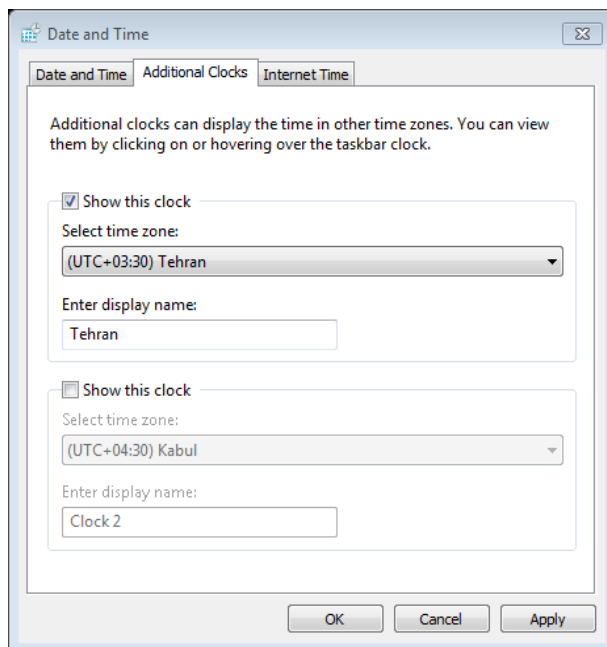 Date and Time
Date and Time Additional Clocks Internet Time
Additional clocks can display the time in other time zones. You can view
them by clicking on or hovering over the taskbar clock.
Show this clock
Select time zone:
(UTC+03:30) Tehran
Enter display name:
Tehran
Show this clock
Select time zone:
(UTC+04:30) Kabul
Enter display name:
Clock 2
OK Cancel Apply